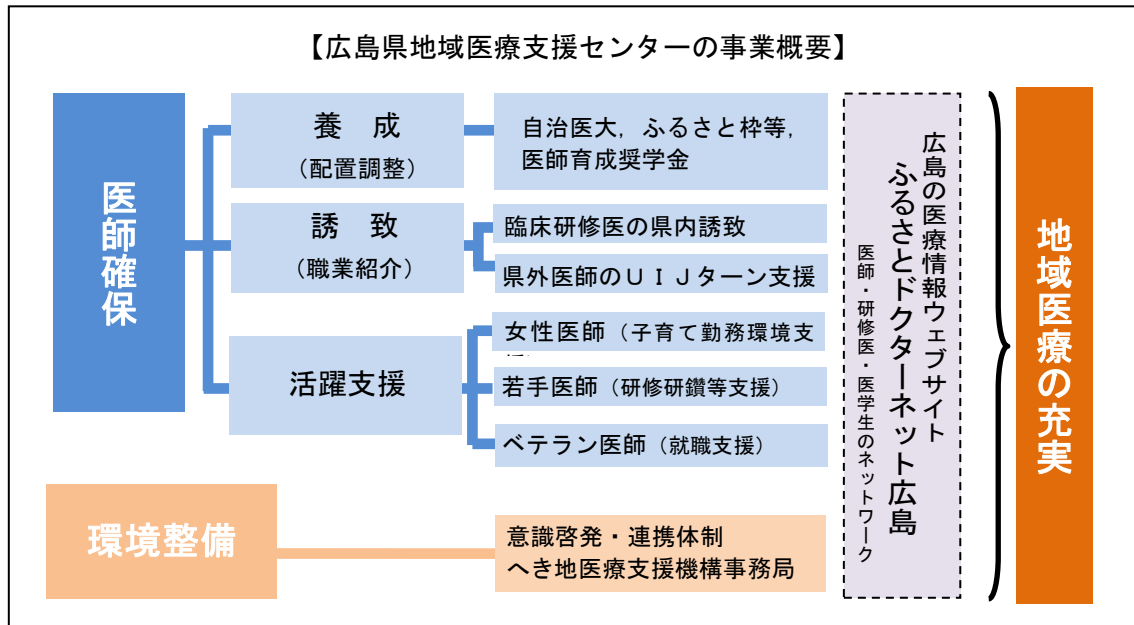 【広島県地域医療支援センターの事業概要】
医師確保
養 成
(配置調整)
自治医大，ふるさと枠等，
医師育成奨学金
誘 致
(職業紹介)
臨床研修医の県内誘致
県外医師のＵＩＪターン支援
活躍支援
女性医師（子育て勤務環境支
若手医師（研修研鑽等支援）
ベテラン医師（就職支援）
環境整備
意識啓発・連携体制
へき地医療支援機構事務局
広島の医療情報ウェブサイト
ふるさとドクターネット広島
医師・研修医・医学生のネットワーク
地域医療の充実